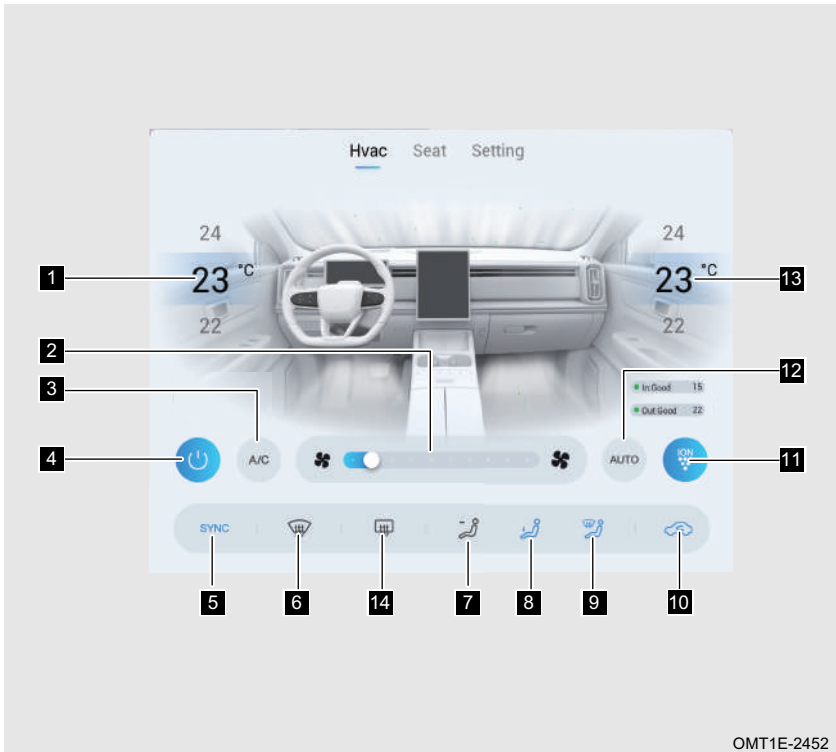 Hvac Seat Setting
24 24
1 23 °C 23 °C 13
22 22
2
12
3 In:Good 15
Out:Good 22
4 A/C AUTO ION 11
SYNC
5 6 14 7 8 9 10
OMT1E-2452